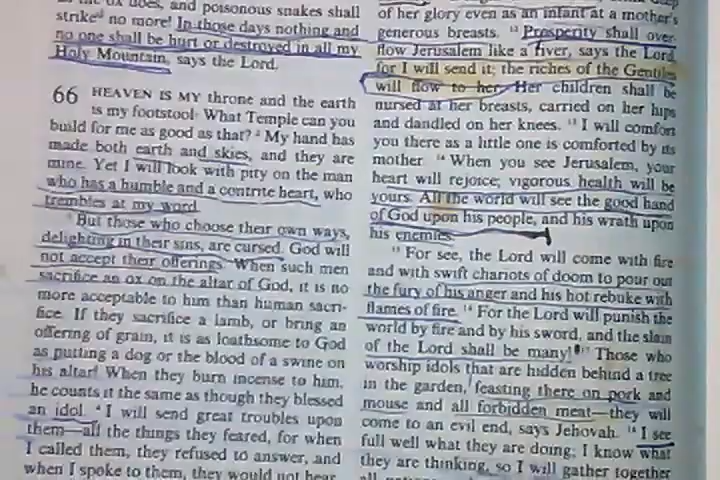 the ox does, and poisonous snakes shall
strike no more! In those days nothing and
no one shall be hurt or destroyed in all my
Holy Mountain, says the Lord.
66 HEAVEN IS MY throne and the earth
is my footstool: What Temple can you
build for me as good as that? ² My hand has
made both earth and skies, and they are
mine. Yet I will look with pity on the man
who has a humble and a contrite heart, who
trembles at my word.
But those who choose their own ways,
delighting in their sins, are cursed. God will
not accept their offerings. When such men
sacrifice an ox on the altar of God, it is no
more acceptable to him than human sacri-
fice. If they sacrifice a lamb, or bring an
offering of grain, it is as loathsome to God
as putting a dog or the blood of a swine on
his altar! When they burn incense to him,
he counts it the same as though they blessed
an idol. ⁴ I will send great troubles upon
them—all the things they feared, for when
I called them, they refused to answer, and
when I spoke to them, they would not hear.
of her glory even as an infant at a mother's
generous breasts. ¹² Prosperity shall over-
flow Jerusalem like a river, says the Lord
for I will send it; the riches of the Gentiles
will flow to her. Her children shall be
nursed at her breasts, carried on her hips
and dandled on her knees. ¹³ I will comfort
you there as a little one is comforted by its
mother. ¹⁴ When you see Jerusalem, your
heart will rejoice; vigorous health will be
yours. All the world will see the good hand
of God upon his people, and his wrath upon
his enemies.
¹⁵ For see, the Lord will come with fire
and with swift chariots of doom to pour out
the fury of his anger and his hot rebuke with
flames of fire. ¹⁶ For the Lord will punish the
world by fire and by his sword, and the slain
of the Lord shall be many! ¹⁷ Those who
worship idols that are hidden behind a tree
in the garden, feasting there on pork and
mouse and all forbidden meat—they will
come to an evil end, says Jehovah. ¹⁸ I see
full well what they are doing; I know what
they are thinking, so I will gather together